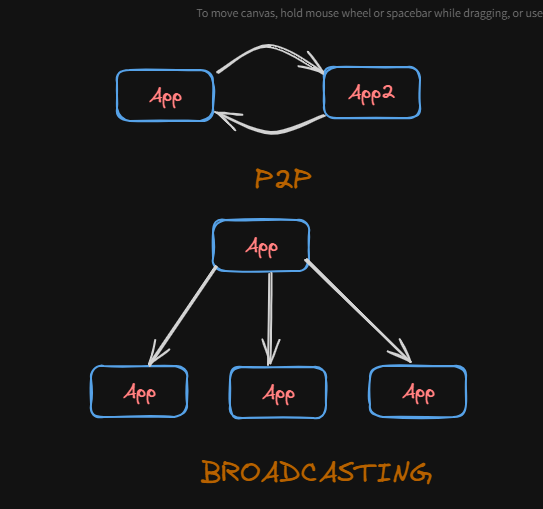 To move canvas, hold mouse wheel or spacebar while dragging, or use
App
App2
P2P
App
App
App
App
BROADCASTING